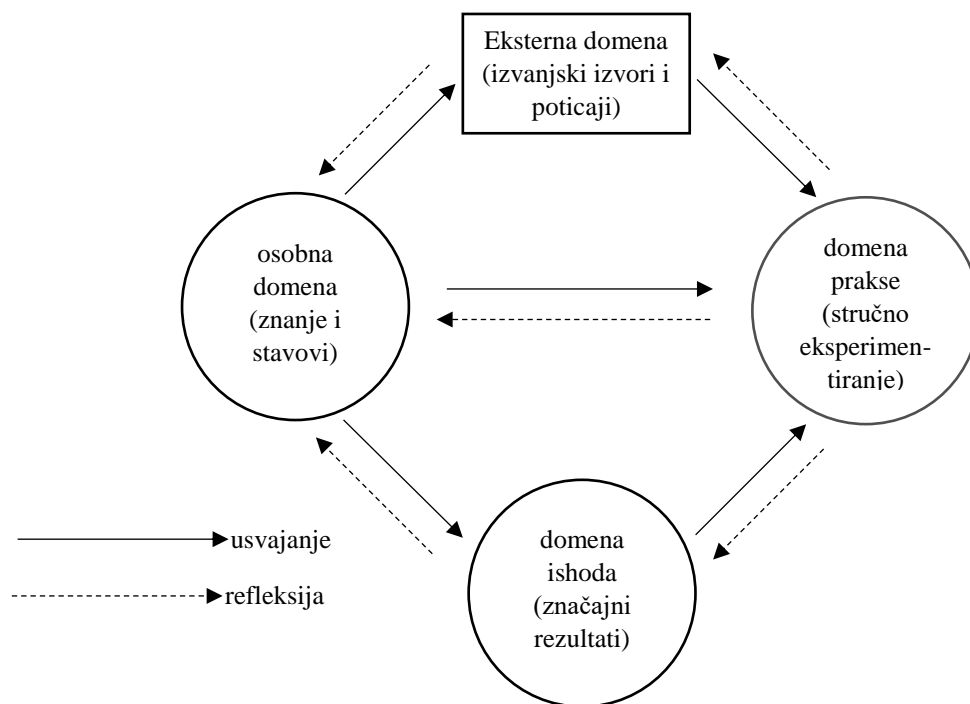 Eksterna domena
(izvanjski izvori i
poticaji)
osobna
domena
(znanje i
stavovi)
domena
prakse
(stručno
eksperimen-
tiranje)
domena
ishoda
(značajni
rezultati)
usvajanje
refleksija